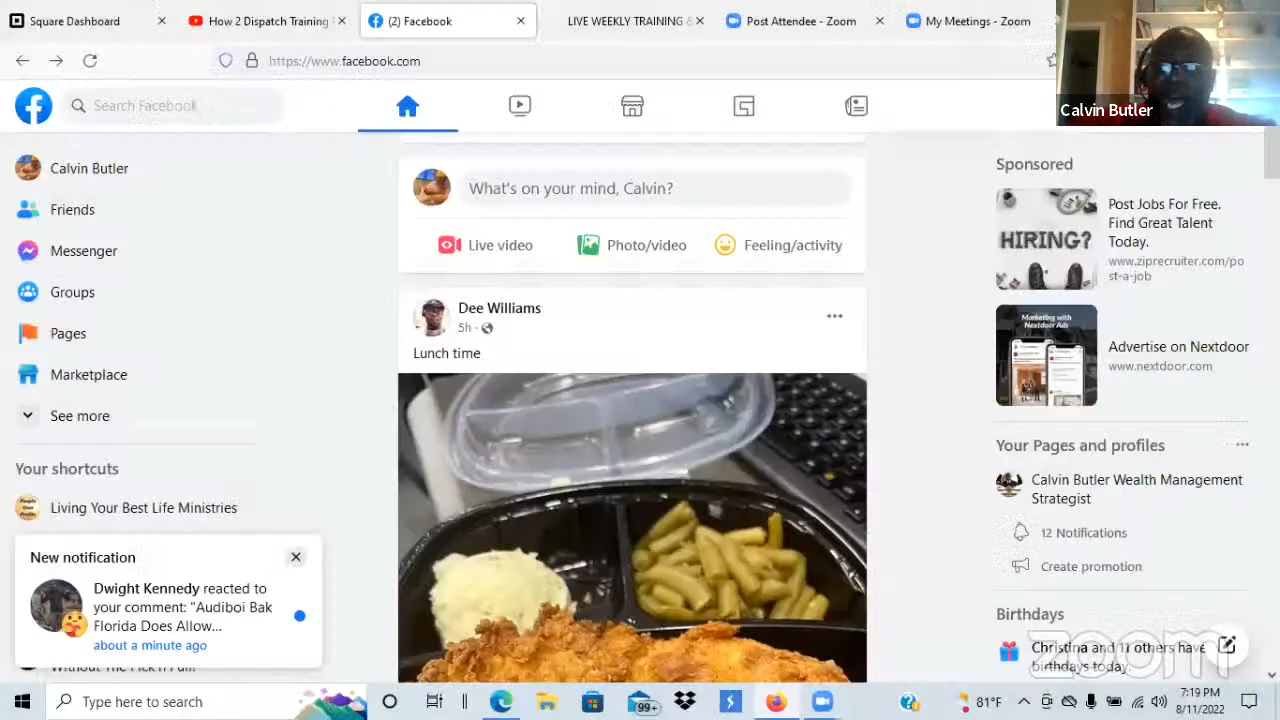 Square Dashboard
How 2 Dispatch Training
(2) Facebook
LIVE WEEKLY TRAINING &
Post Attendee - Zoom
My Meetings - Zoom
https://www.facebook.com
Search Facebook
Calvin Butler
Calvin Butler
Friends
Messenger
Groups
Pages
Marketplace
See more
Your shortcuts
Living Your Best Life Ministries
New notification
Dwight Kennedy reacted to
your comment: "Audiboi Bak
Florida Does Allow...
about a minute ago
Without The Pick n Pull!
What's on your mind, Calvin?
Live video
Photo/video
Feeling/activity
Dee Williams
5h
Lunch time
Sponsored
HIRING?
Post Jobs For Free.
Find Great Talent
Today.
www.ziprecruiter.com/po
st-a-job
Marketing with
Nextdoor Ads
Advertise on Nextdoor
www.nextdoor.com
Your Pages and profiles
Calvin Butler Wealth Management
Strategist
12 Notifications
Create promotion
Birthdays
Christina and 11 others have
birthdays today.
zoom
Type here to search
99+
81°F
7:19 PM
8/11/2022